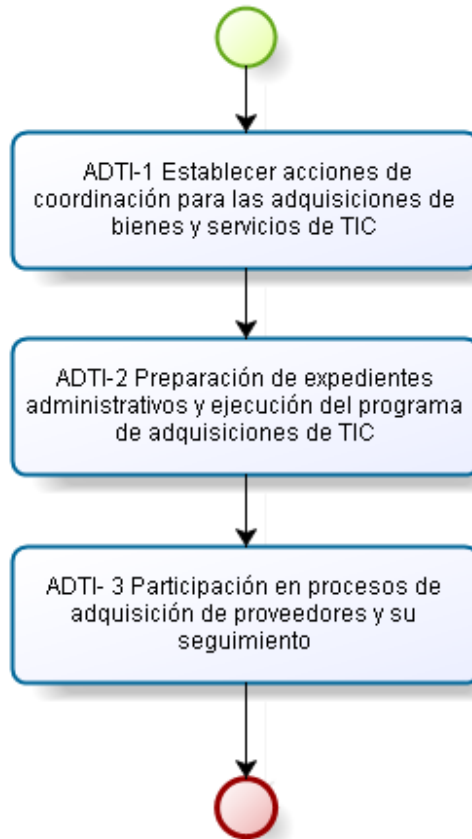 ADTI-1 Establecer acciones de
coordinación para las adquisiciones de
bienes y servicios de TIC
ADTI-2 Preparación de expedientes
administrativos y ejecución del programa
de adquisiciones de TIC
ADTI- 3 Participación en procesos de
adquisición de proveedores y su
seguimiento